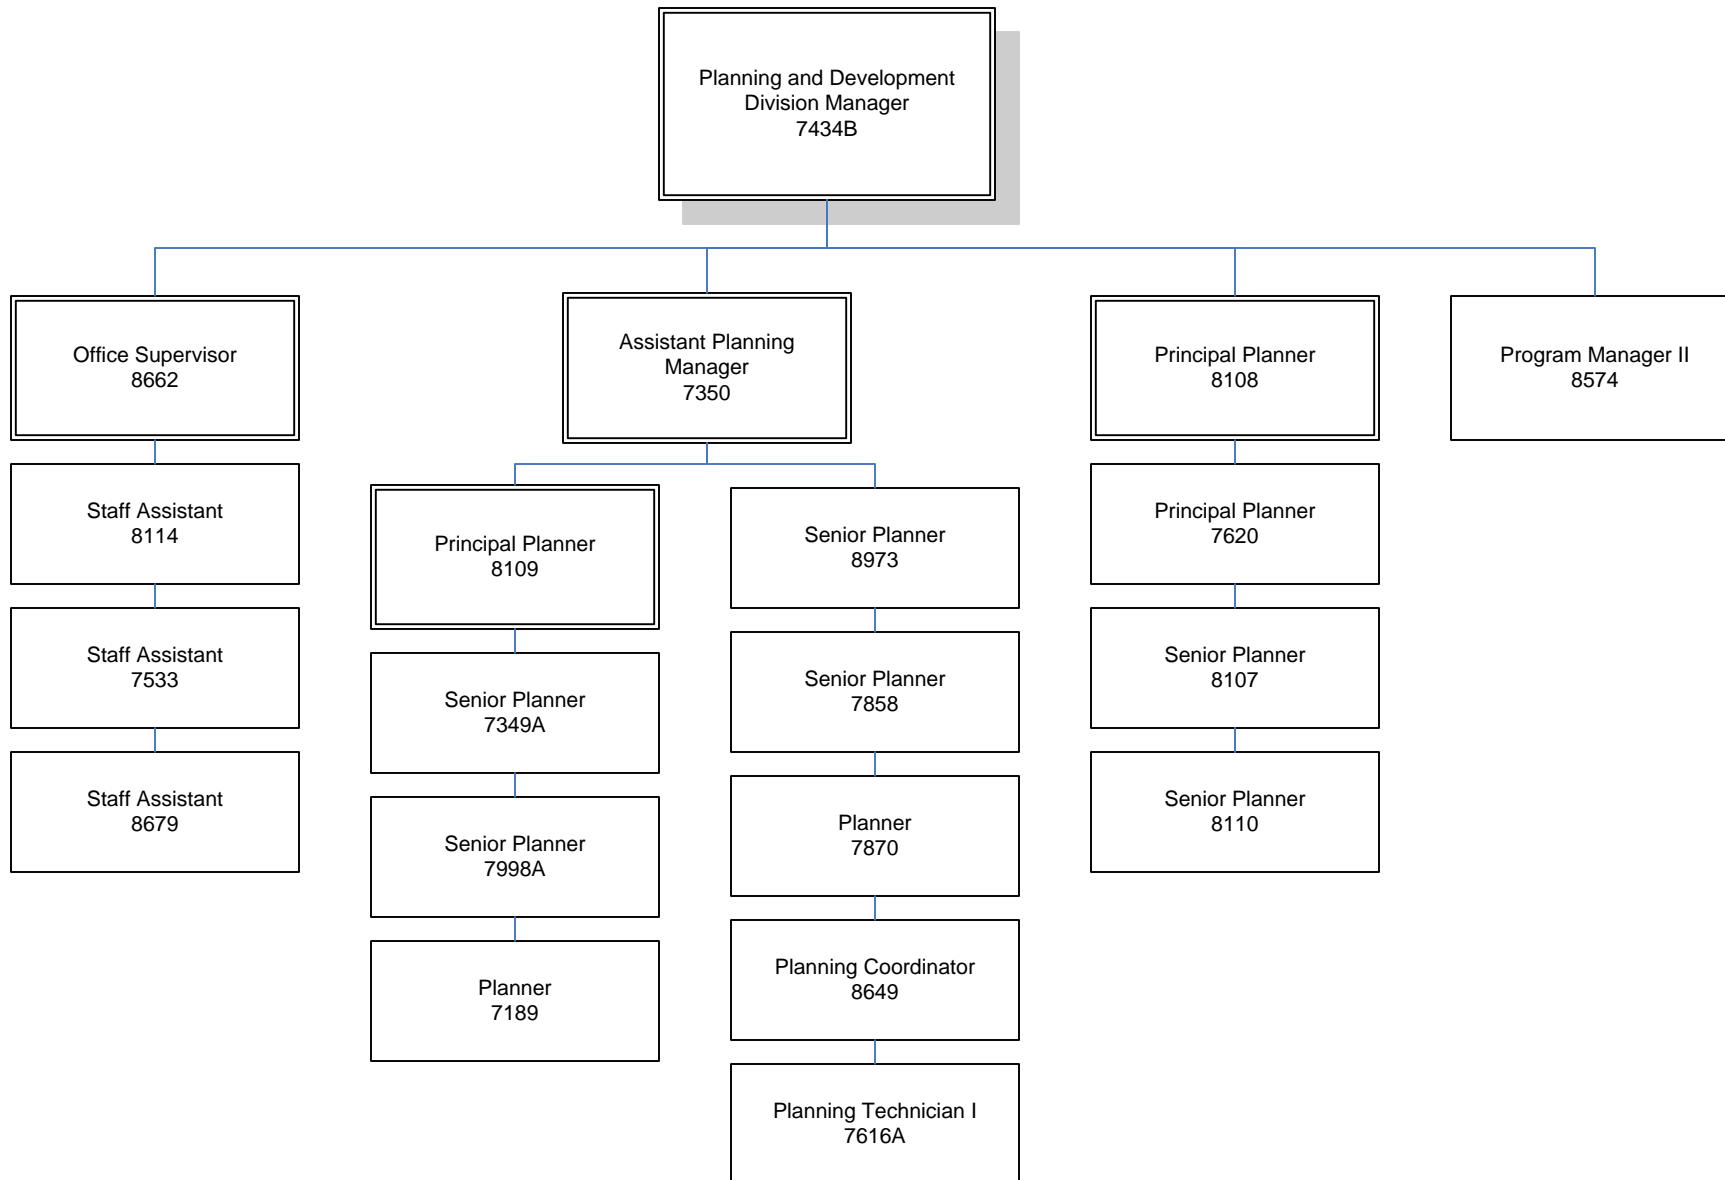 Planning and Development
Division Manager
7434B
Office Supervisor
8662
Assistant Planning
Manager
7350
Principal Planner
8108
Program Manager II
8574
Staff Assistant
8114
Staff Assistant
7533
Staff Assistant
8679
Principal Planner
8109
Senior Planner
7349A
Senior Planner
7998A
Planner
7189
Senior Planner
8973
Senior Planner
7858
Planner
7870
Planning Coordinator
8649
Planning Technician I
7616A
Principal Planner
7620
Senior Planner
8107
Senior Planner
8110